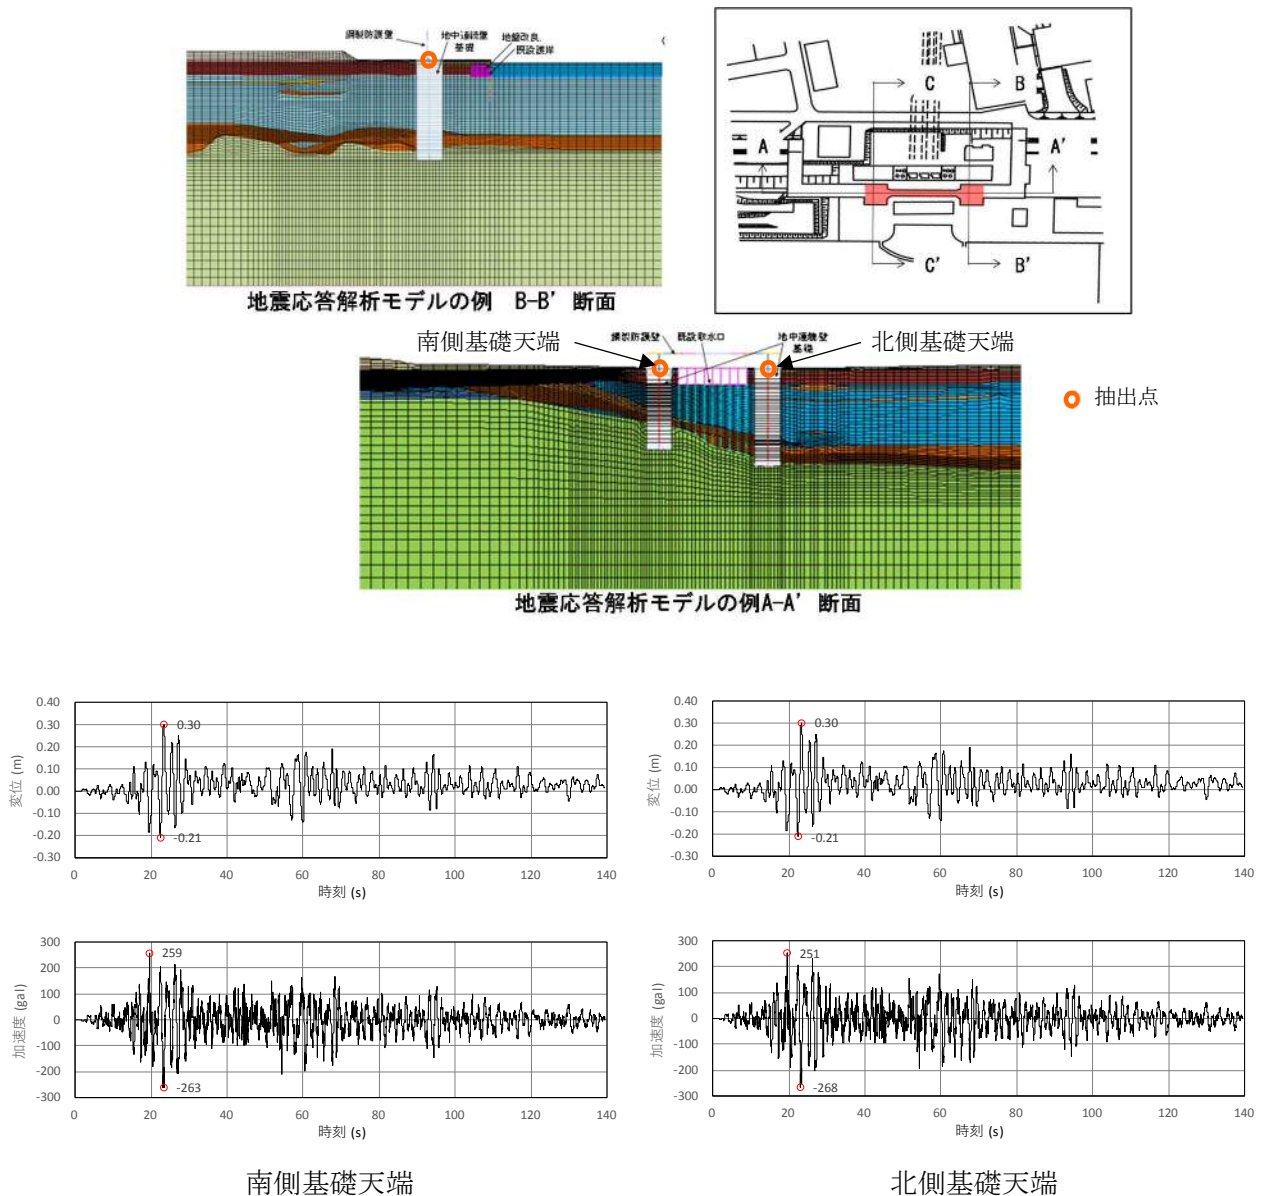 鋼製防護壁
地中連続壁
基礎
地盤改良
既設護岸
地震応答解析モデルの例 B-B’ 断面
C
B
A
A’
C’
B’
南側基礎天端
鋼製防護壁
既設取水口
地中連続壁
基礎
北側基礎天端
抽出点
地震応答解析モデルの例A-A’ 断面
0.40
0.30
0.20
0.10
0.00
-0.10
-0.20
-0.30
変位 (m)
0.30
-0.21
0 20 40 60 80 100 120 140
時刻 (s)
0.40
0.30
0.20
0.10
0.00
-0.10
-0.20
-0.30
変位 (m)
0.30
-0.21
0 20 40 60 80 100 120 140
時刻 (s)
300
200
100
0
-100
-200
-300
加速度 (gal)
259
-263
0 20 40 60 80 100 120 140
時刻 (s)
300
200
100
0
-100
-200
-300
加速度 (gal)
251
-268
0 20 40 60 80 100 120 140
時刻 (s)
南側基礎天端
北側基礎天端